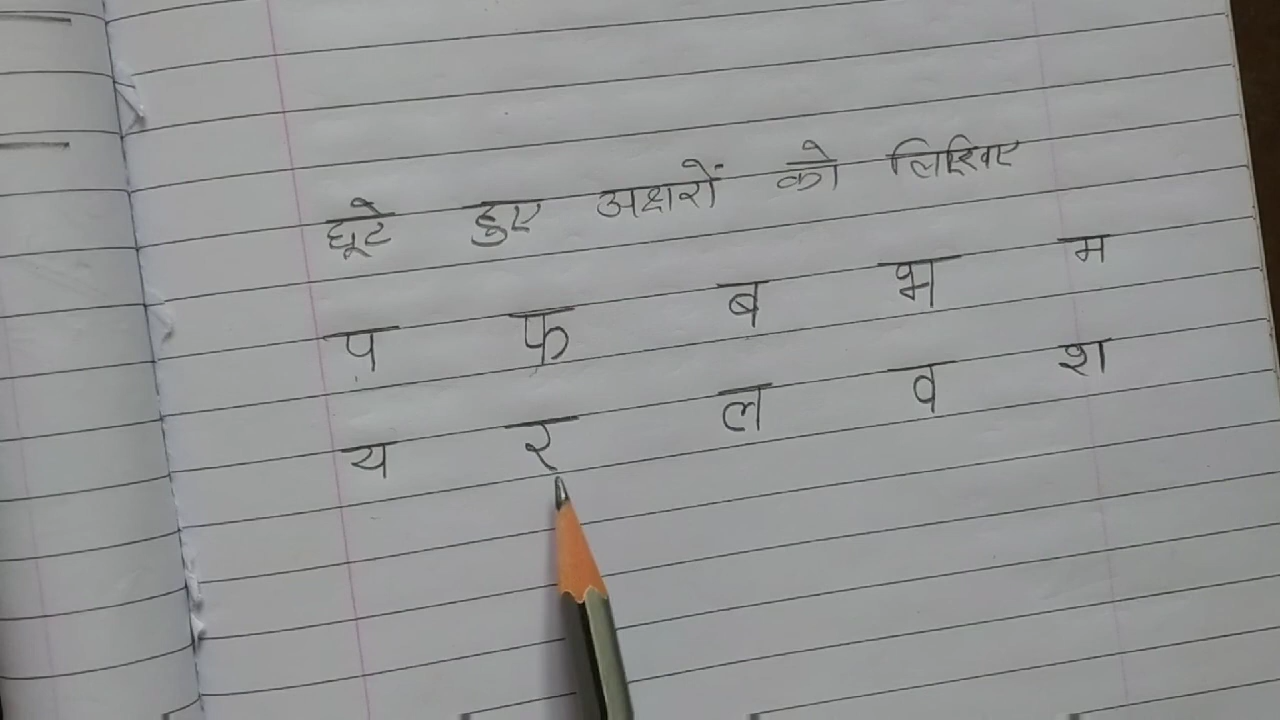 छूटे हुए अक्षरों को लिखिए
प फ ब भ म
य र ल व श